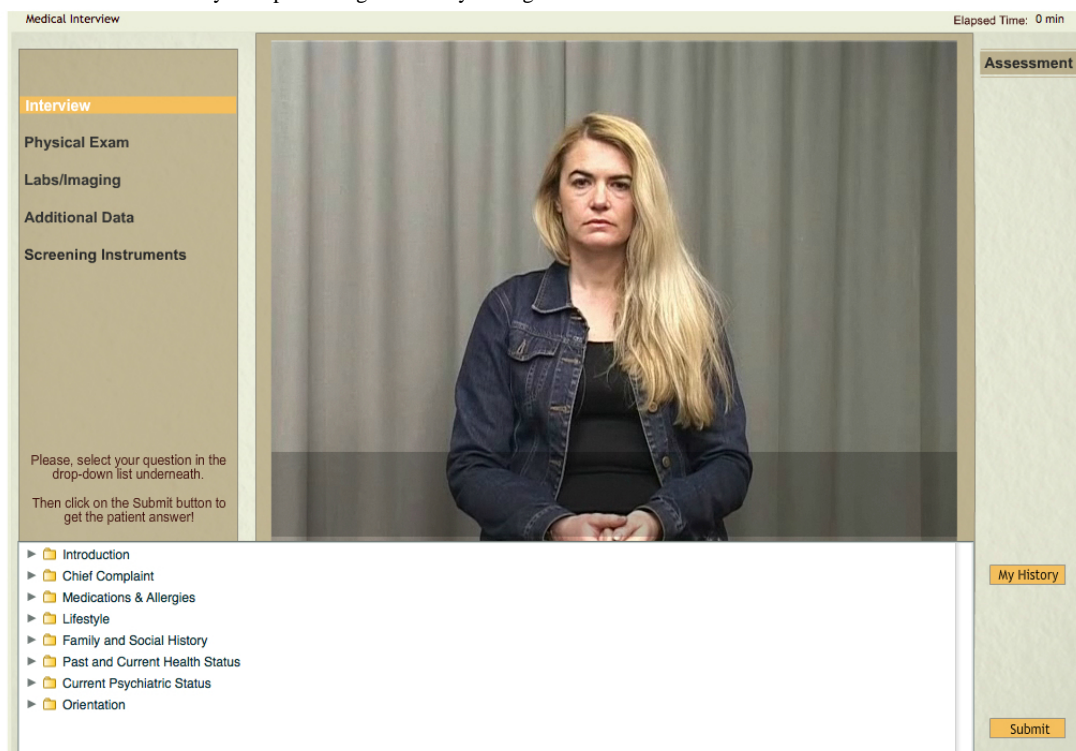 Medical Interview
Elapsed Time: 0 min
Assessment
Interview
Physical Exam
Labs/Imaging
Additional Data
Screening Instruments
Please, select your question in the
drop-down list underneath.
Then click on the Submit button to
get the patient answer!
Introduction
Chief Complaint
Medications & Allergies
Lifestyle
Family and Social History
Past and Current Health Status
Current Psychiatric Status
Orientation
My History
Submit